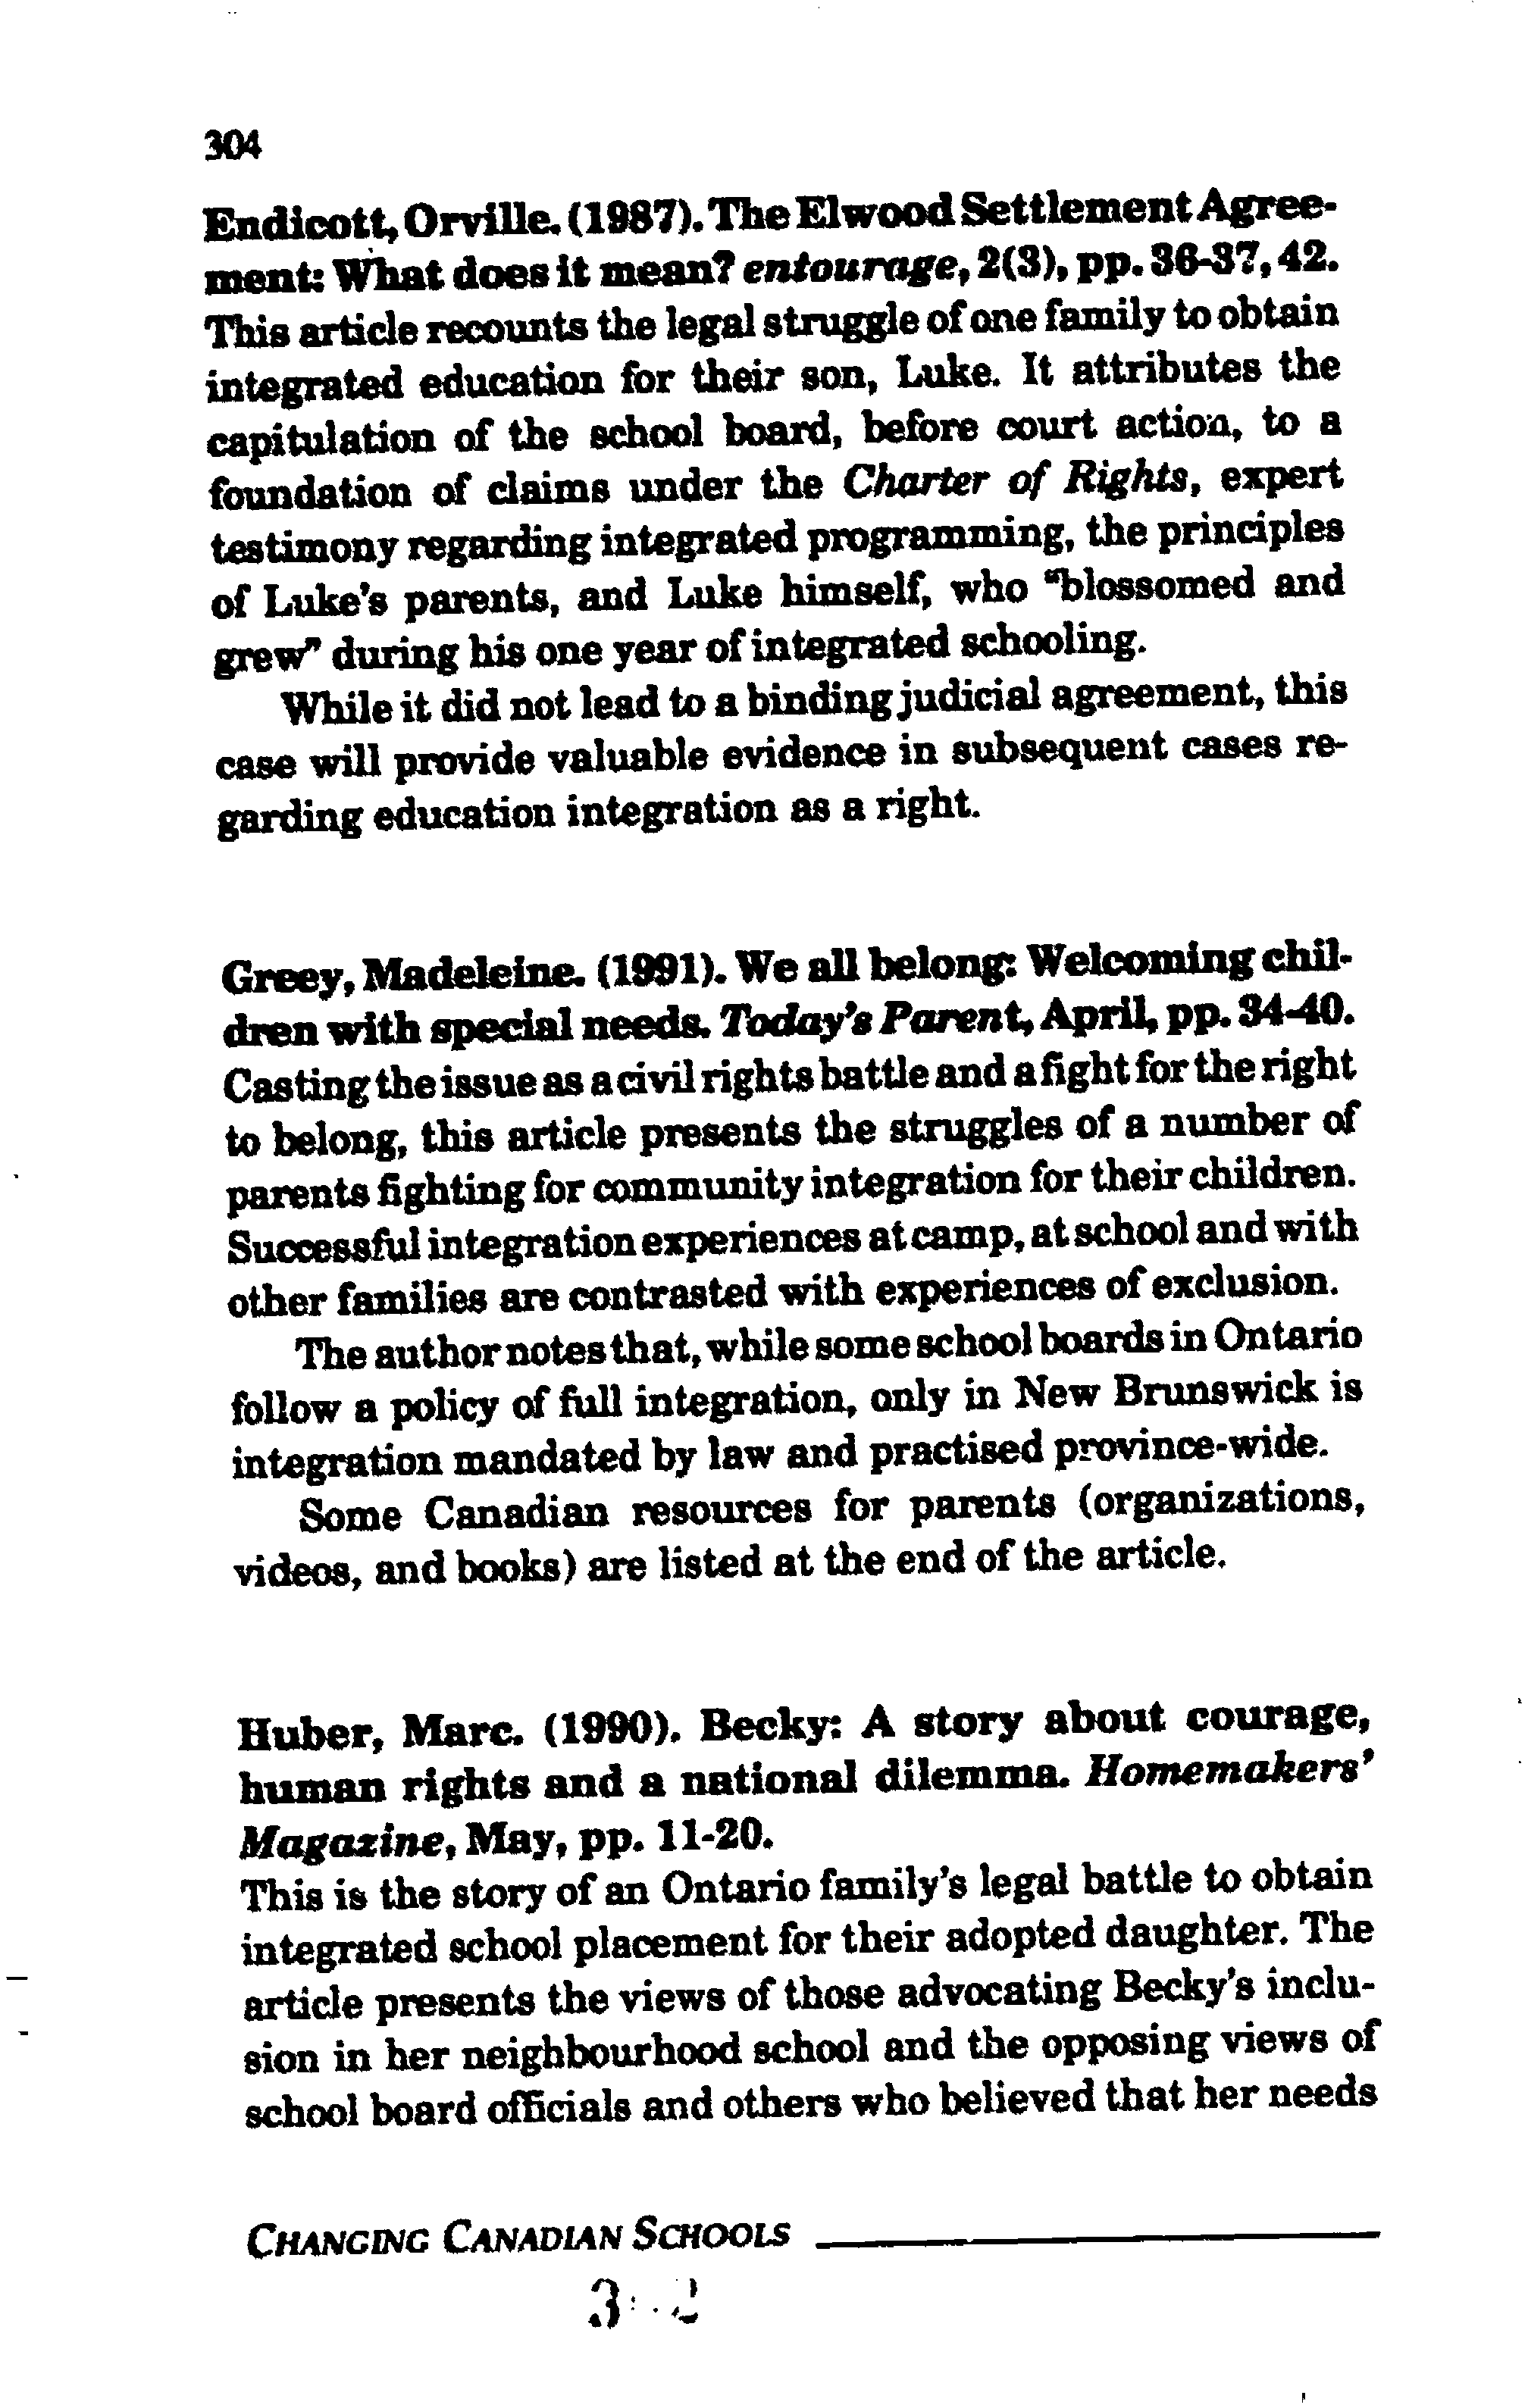 304
Endicott, Orville. (1987). The Elwood Settlement Agree-
ment: What does it mean? entourage, 2(3), pp. 36-37, 42.
This article recounts the legal struggle of one family to obtain
integrated education for their son, Luke. It attributes the
capitulation of the school board, before court action, to a
foundation of claims under the Charter of Rights, expert
testimony regarding integrated programming, the principles
of Luke's parents, and Luke himself, who "blossomed and
grew" during his one year of integrated schooling.
While it did not lead to a binding judicial agreement, this
case will provide valuable evidence in subsequent cases re-
garding education integration as a right.
Greey, Madeleine. (1991). We all belong: Welcoming chil-
dren with special needs. Today's Parent, April, pp. 34-40.
Casting the issue as a civil rights battle and a fight for the right
to belong, this article presents the struggles of a number of
parents fighting for community integration for their children.
Successful integration experiences at camp, at school and with
other families are contrasted with experiences of exclusion.
The author notes that, while some school boards in Ontario
follow a policy of full integration, only in New Brunswick is
integration mandated by law and practised province-wide.
Some Canadian resources for parents (organizations,
videos, and books) are listed at the end of the article.
Huber, Marc. (1990). Becky: A story about courage,
human rights and a national dilemma. Homemakers'
Magazine, May, pp. 11-20.
This is the story of an Ontario family's legal battle to obtain
integrated school placement for their adopted daughter. The
article presents the views of those advocating Becky's inclu-
sion in her neighbourhood school and the opposing views of
school board officials and others who believed that her needs
CHANGING CANADIAN SCHOOLS